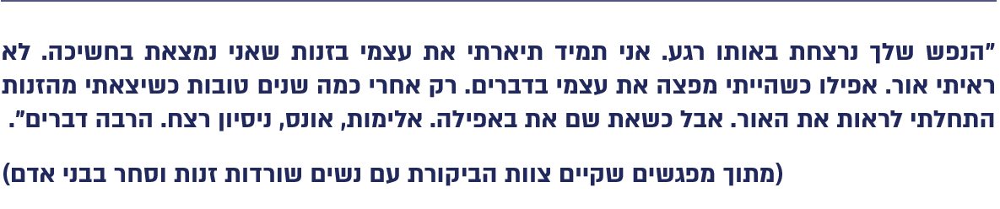 "הנפש שלך נרצחת באותו רגע. אני תמיד תיארתי את עצמי בזנות שאני נמצאת בחשיכה. לא
ראיתי אור. אפילו כשהייתי מפצה את עצמי בדברים. רק אחרי כמה שנים טובות כשיצאתי מהזנות
התחלתי לראות את האור. אבל כשאת שם את באפילה. אלימות, אונס, ניסיון רצח. הרבה דברים".
(מתוך מפגשים שקיים צוות הביקורת עם נשים שורדות זנות וסחר בבני אדם)